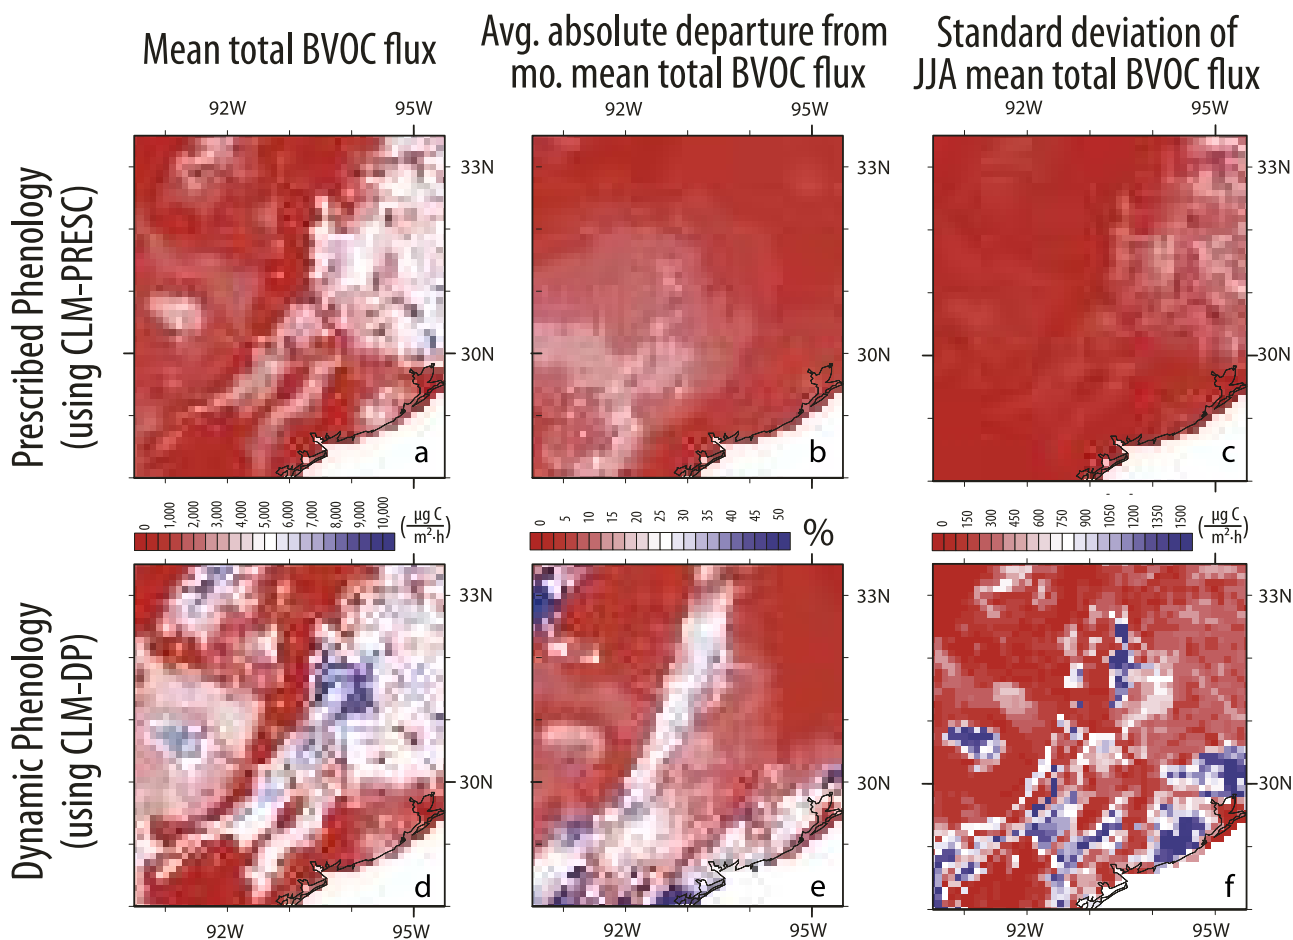 Mean total BVOC flux
Avg. absolute departure from
mo. mean total BVOC flux
Standard deviation of
JJA mean total BVOC flux
92W 95W 92W 95W 92W 95W
Prescribed Phenology
(using CLM-PRESC)
33N 33N 33N
30N 30N 30N
a b c
0 1,000 2,000 3,000 4,000 5,000 6,000 7,000 8,000 9,000 10,000
(µg C
m²·h)
0 5 10 15 20 25 30 35 40 45 50
%
0 150 300 450 600 750 900 1050 1200 1350 1500
(µg C
m²·h)
Dynamic Phenology
(using CLM-DP)
33N 33N 33N
30N 30N 30N
d e f
92W 95W 92W 95W 92W 95W